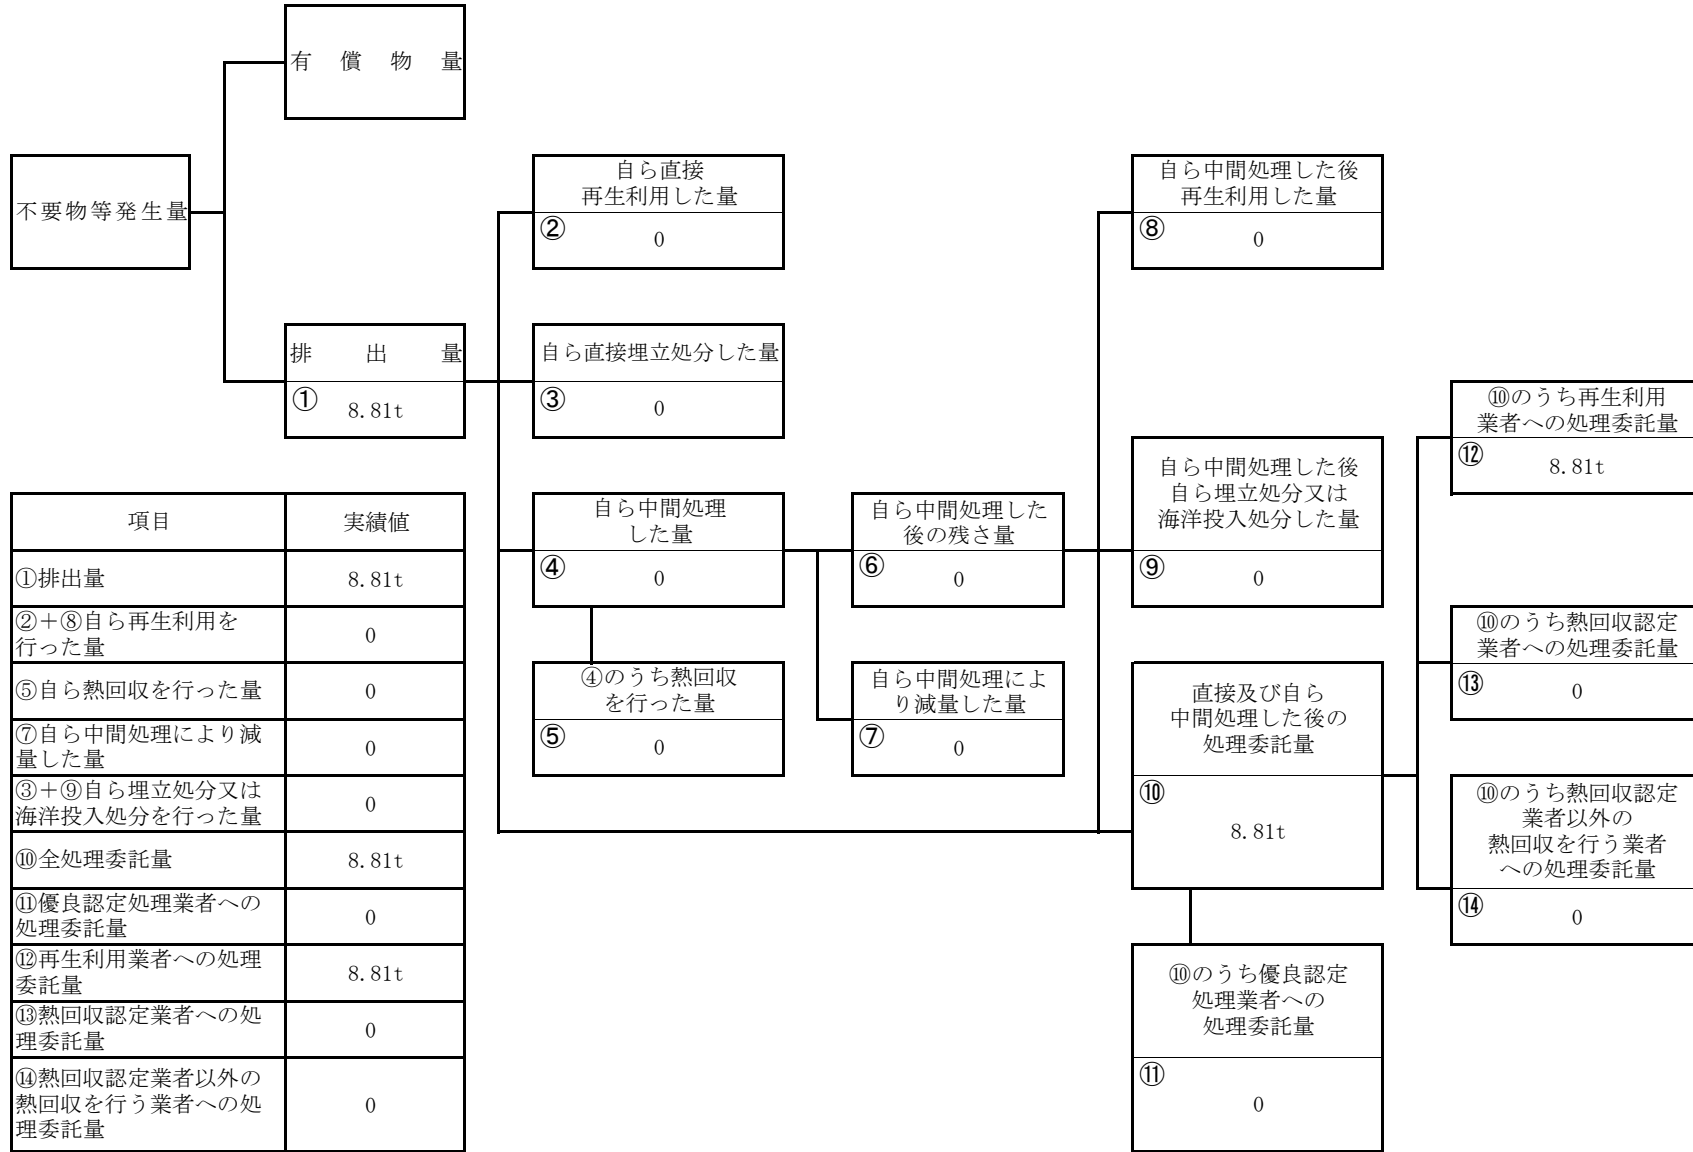 有償物量
不要物等発生量
排出量
① 8.81t
自ら直接
再生利用した量
② 0
自ら直接埋立処分した量
③ 0
自ら中間処理
した量
④ 0
④のうち熱回収
を行った量
⑤ 0
自ら中間処理した
後の残さ量
⑥ 0
自ら中間処理によ
り減量した量
⑦ 0
自ら中間処理した後
再生利用した量
⑧ 0
自ら中間処理した後
自ら埋立処分又は
海洋投入処分した量
⑨ 0
直接及び自ら
中間処理した後の
処理委託量
⑩
8.81t
⑩のうち優良認定
処理業者への
処理委託量
⑪
0
⑩のうち再生利用
業者への処理委託量
⑫ 8.81t
⑩のうち熱回収認定
業者への処理委託量
⑬ 0
⑩のうち熱回収認定
業者以外の
熱回収を行う業者
への処理委託量
⑭ 0
項目 実績値
①排出量 8.81t
②＋⑧自ら再生利用を
行った量 0
⑤自ら熱回収を行った量 0
⑦自ら中間処理により減
量した量 0
③＋⑨自ら埋立処分又は
海洋投入処分を行った量 0
⑩全処理委託量 8.81t
⑪優良認定処理業者への
処理委託量 0
⑫再生利用業者への処理
委託量 8.81t
⑬熱回収認定業者への処
理委託量 0
⑭熱回収認定業者以外の
熱回収を行う業者への処
理委託量 0